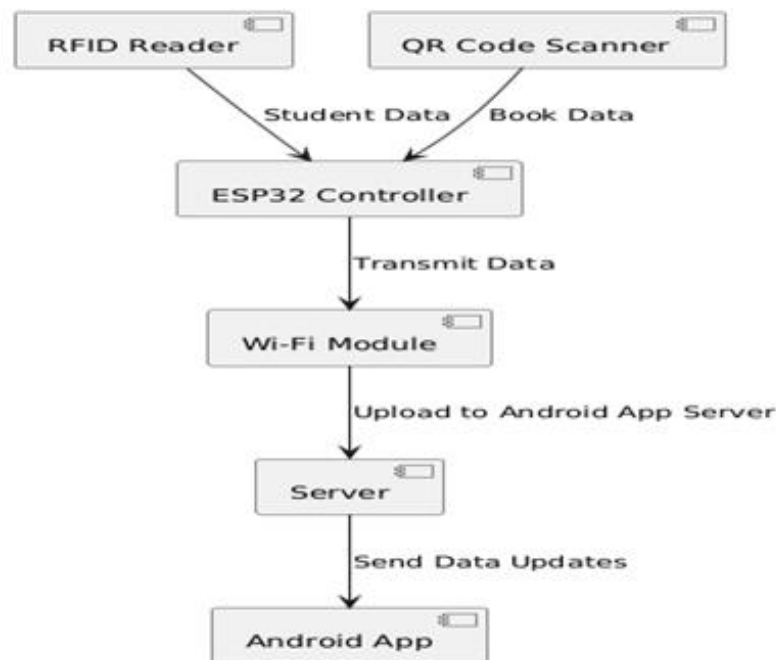 RFID Reader
QR Code Scanner
Student Data
Book Data
ESP32 Controller
Transmit Data
Wi-Fi Module
Upload to Android App Server
Server
Send Data Updates
Android App